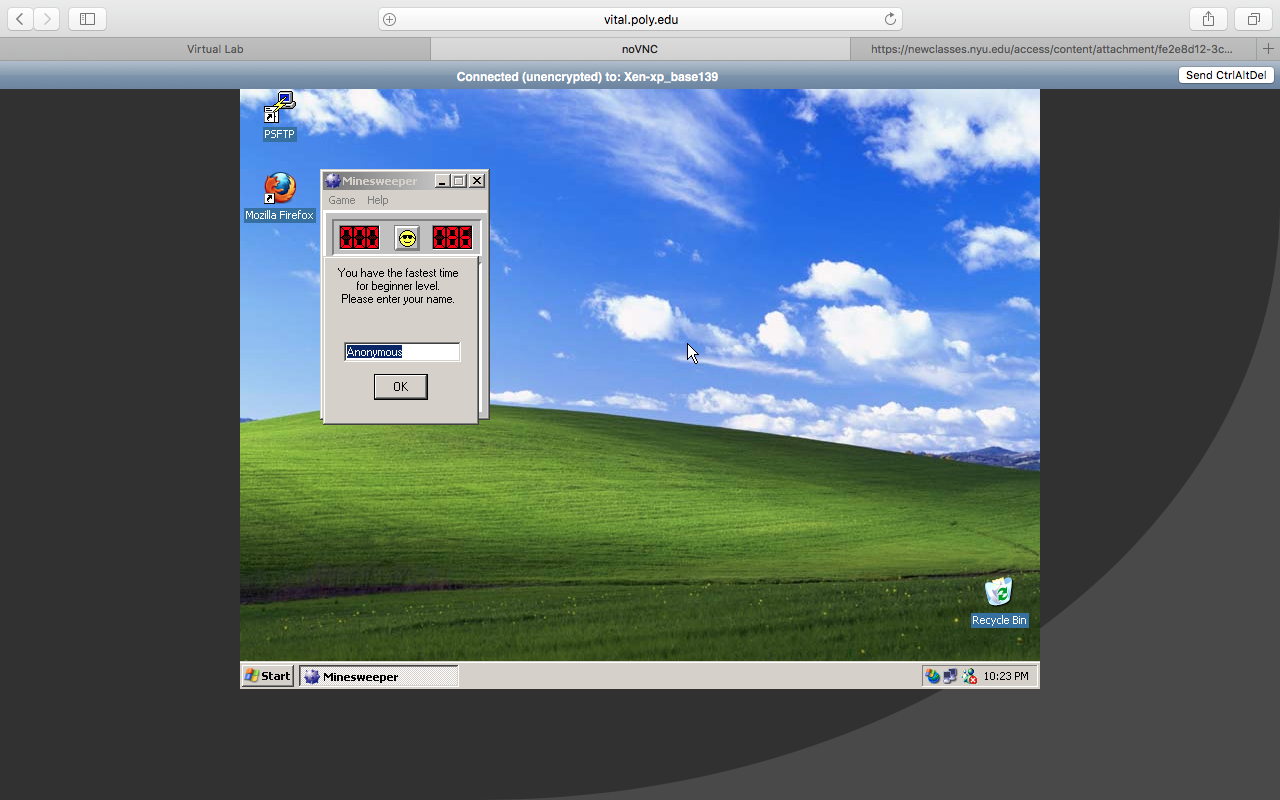 vital.poly.edu
Virtual Lab
noVNC
https://newclasses.nyu.edu/access/content/attachment/fe2e8d12-3c...
Connected (unencrypted) to: Xen-xp_base139
Send CtrlAltDel
PSFTP
Mozilla Firefox
Minesweeper
Game Help
You have the fastest time
for beginner level.
Please enter your name.
Anonymous
OK
Recycle Bin
Start
Minesweeper
10:23 PM